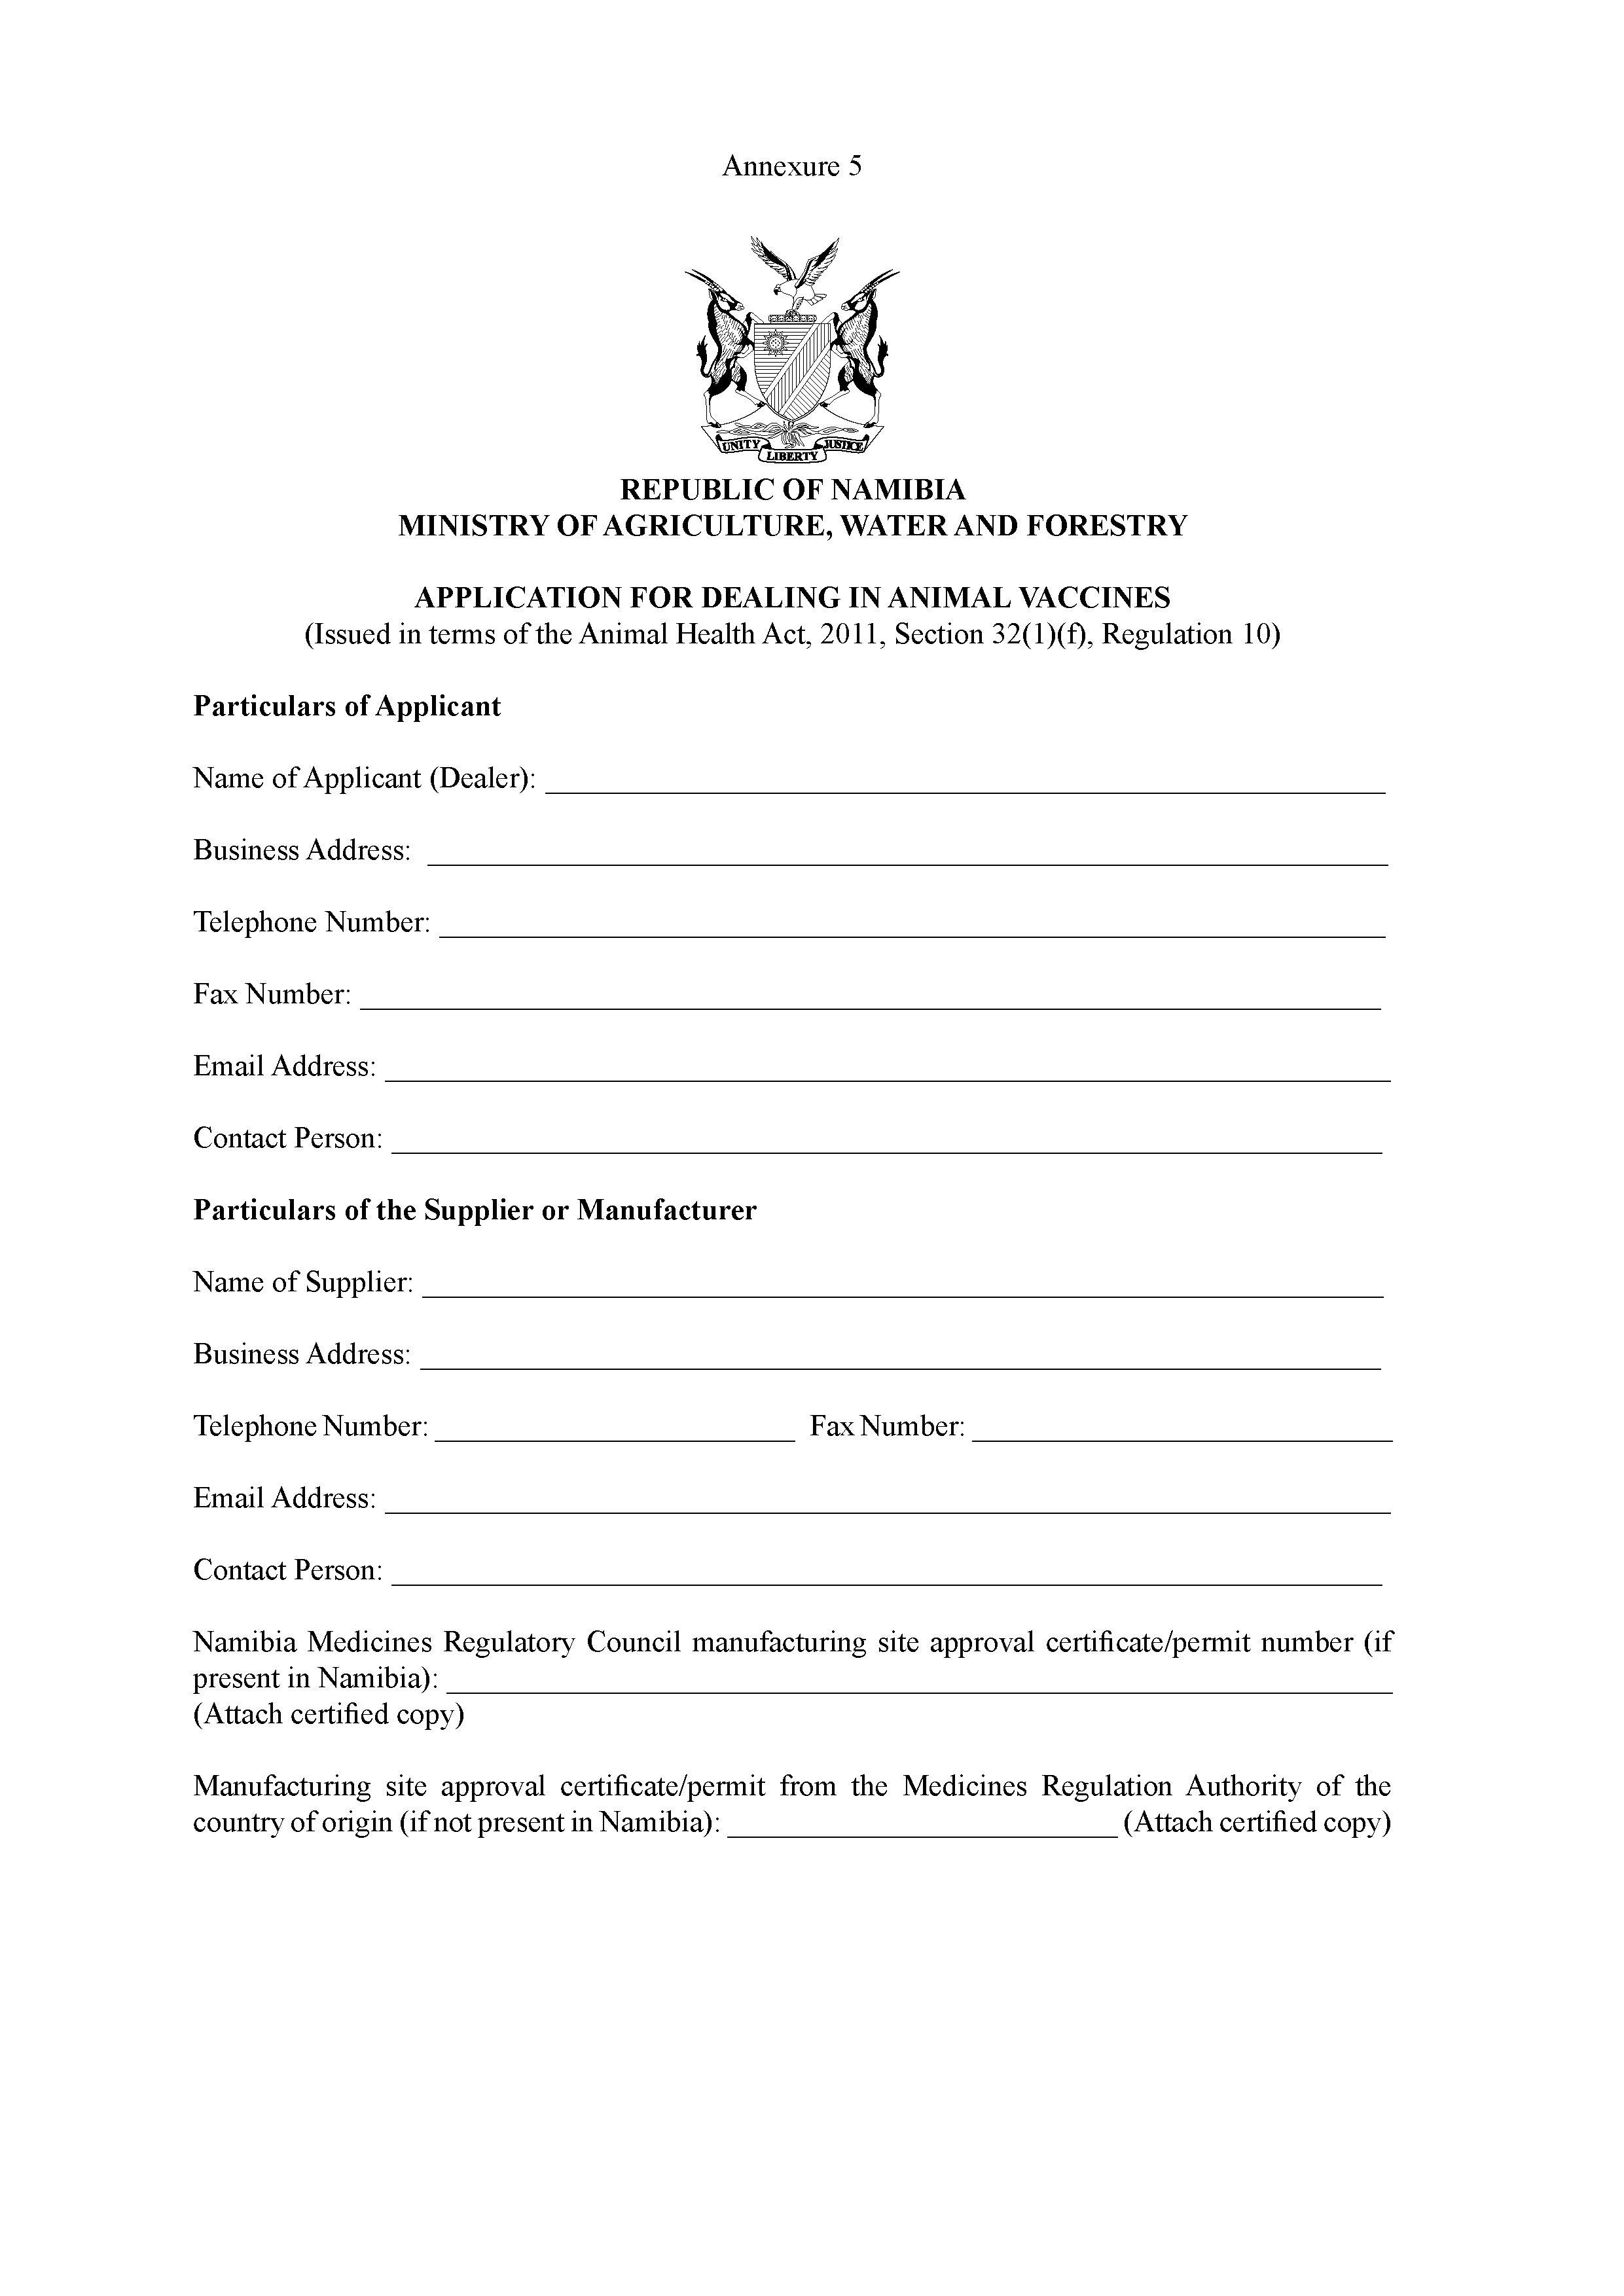 Annexure 5
UNITY LIBERTY JUSTICE
REPUBLIC OF NAMIBIA
MINISTRY OF AGRICULTURE, WATER AND FORESTRY
APPLICATION FOR DEALING IN ANIMAL VACCINES
(Issued in terms of the Animal Health Act, 2011, Section 32(1)(f), Regulation 10)
Particulars of Applicant
Name of Applicant (Dealer):
Business Address:
Telephone Number:
Fax Number:
Email Address:
Contact Person:
Particulars of the Supplier or Manufacturer
Name of Supplier:
Business Address:
Telephone Number: Fax Number:
Email Address:
Contact Person:
Namibia Medicines Regulatory Council manufacturing site approval certificate/permit number (if
present in Namibia):
(Attach certified copy)
Manufacturing site approval certificate/permit from the Medicines Regulation Authority of the
country of origin (if not present in Namibia): (Attach certified copy)